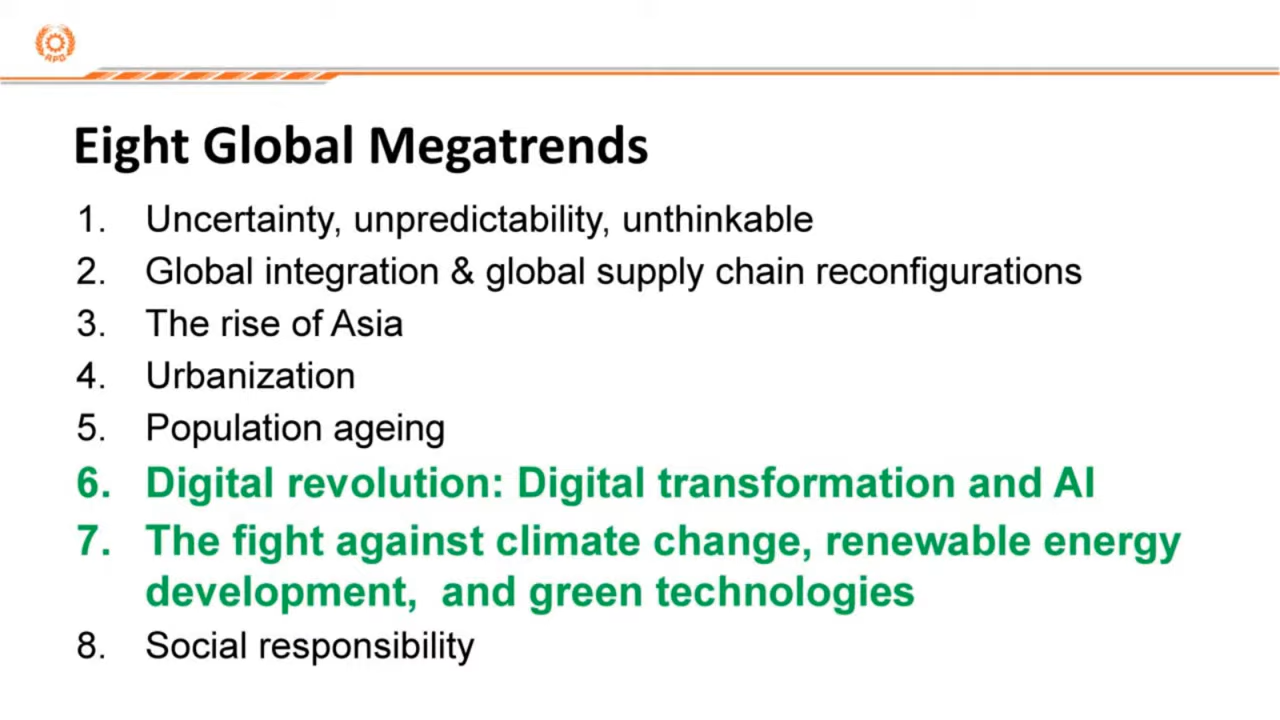 APO
Eight Global Megatrends
1. Uncertainty, unpredictability, unthinkable
2. Global integration & global supply chain reconfigurations
3. The rise of Asia
4. Urbanization
5. Population ageing
6. Digital revolution: Digital transformation and AI
7. The fight against climate change, renewable energy
development, and green technologies
8. Social responsibility